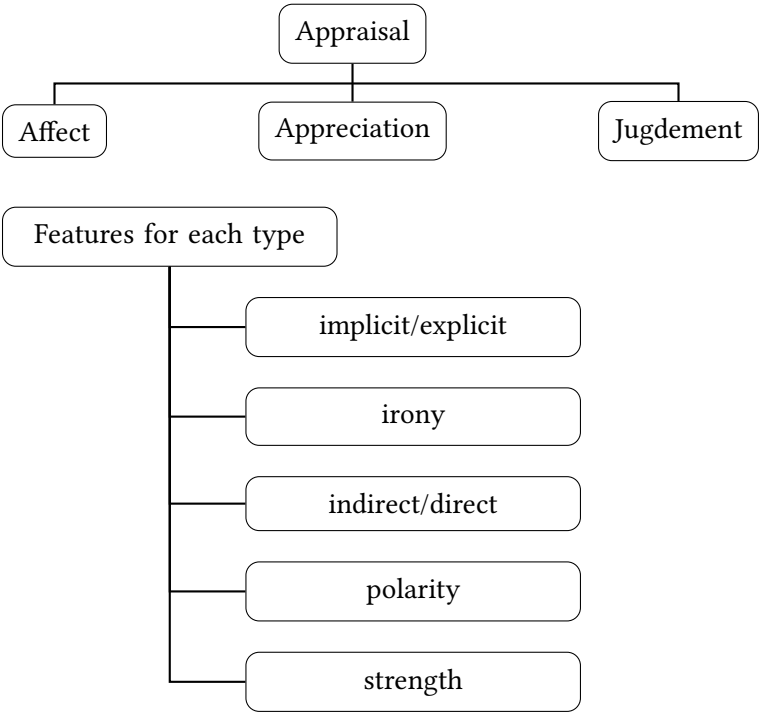 Appraisal
Affect
Appreciation
Jugdement
Features for each type
implicit/explicit
irony
indirect/direct
polarity
strength